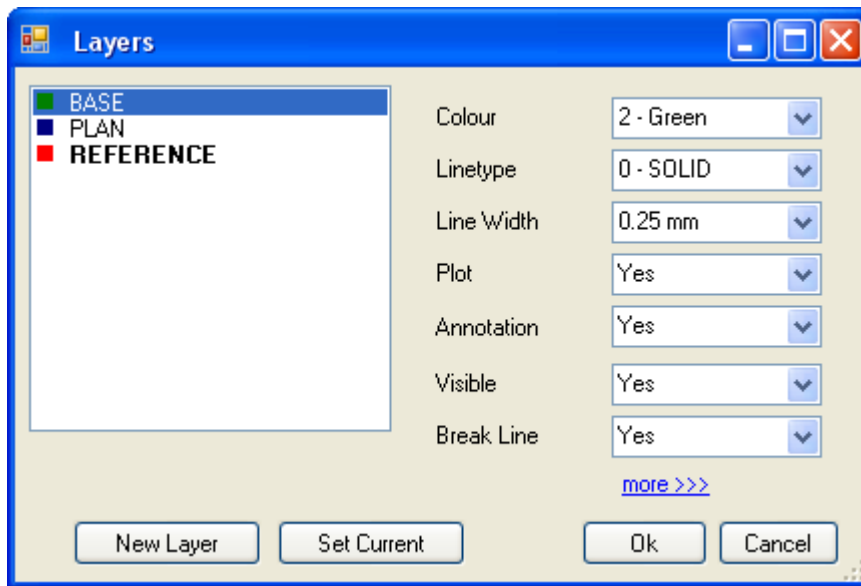 Layers
BASE
PLAN
REFERENCE
Colour 2 - Green
Linetype 0 - SOLID
Line Width 0.25 mm
Plot Yes
Annotation Yes
Visible Yes
Break Line Yes
more >>>
New Layer Set Current Ok Cancel